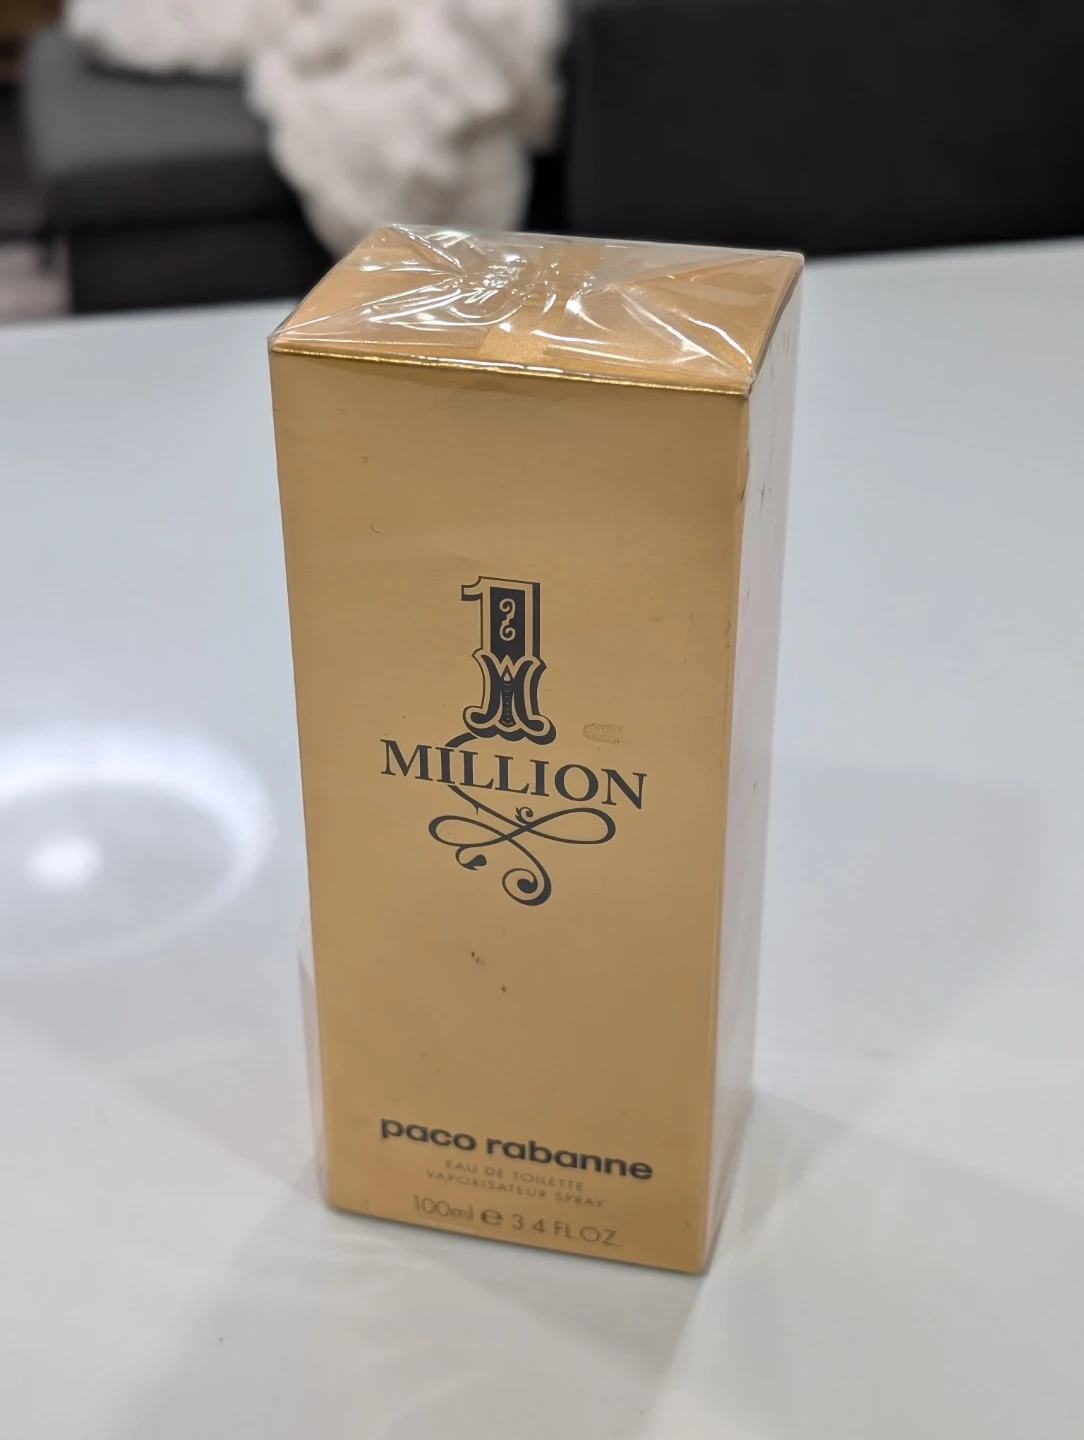 1
MILLION
paco rabanne
EAU DE TOILETTE
VAPORISATEUR SPRAY
100ml e 3.4 FL.OZ.